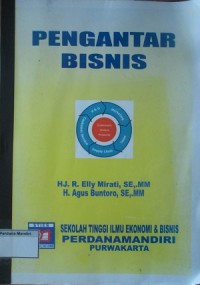 PENGANTAR
BISNIS
HJ. R. Elly Mirati, SE,.MM
H. Agus Buntoro, SE,.MM
SEKOLAH TINGGI ILMU EKONOMI & BISNIS
PERDANAMANDIRI
PURWAKARTA